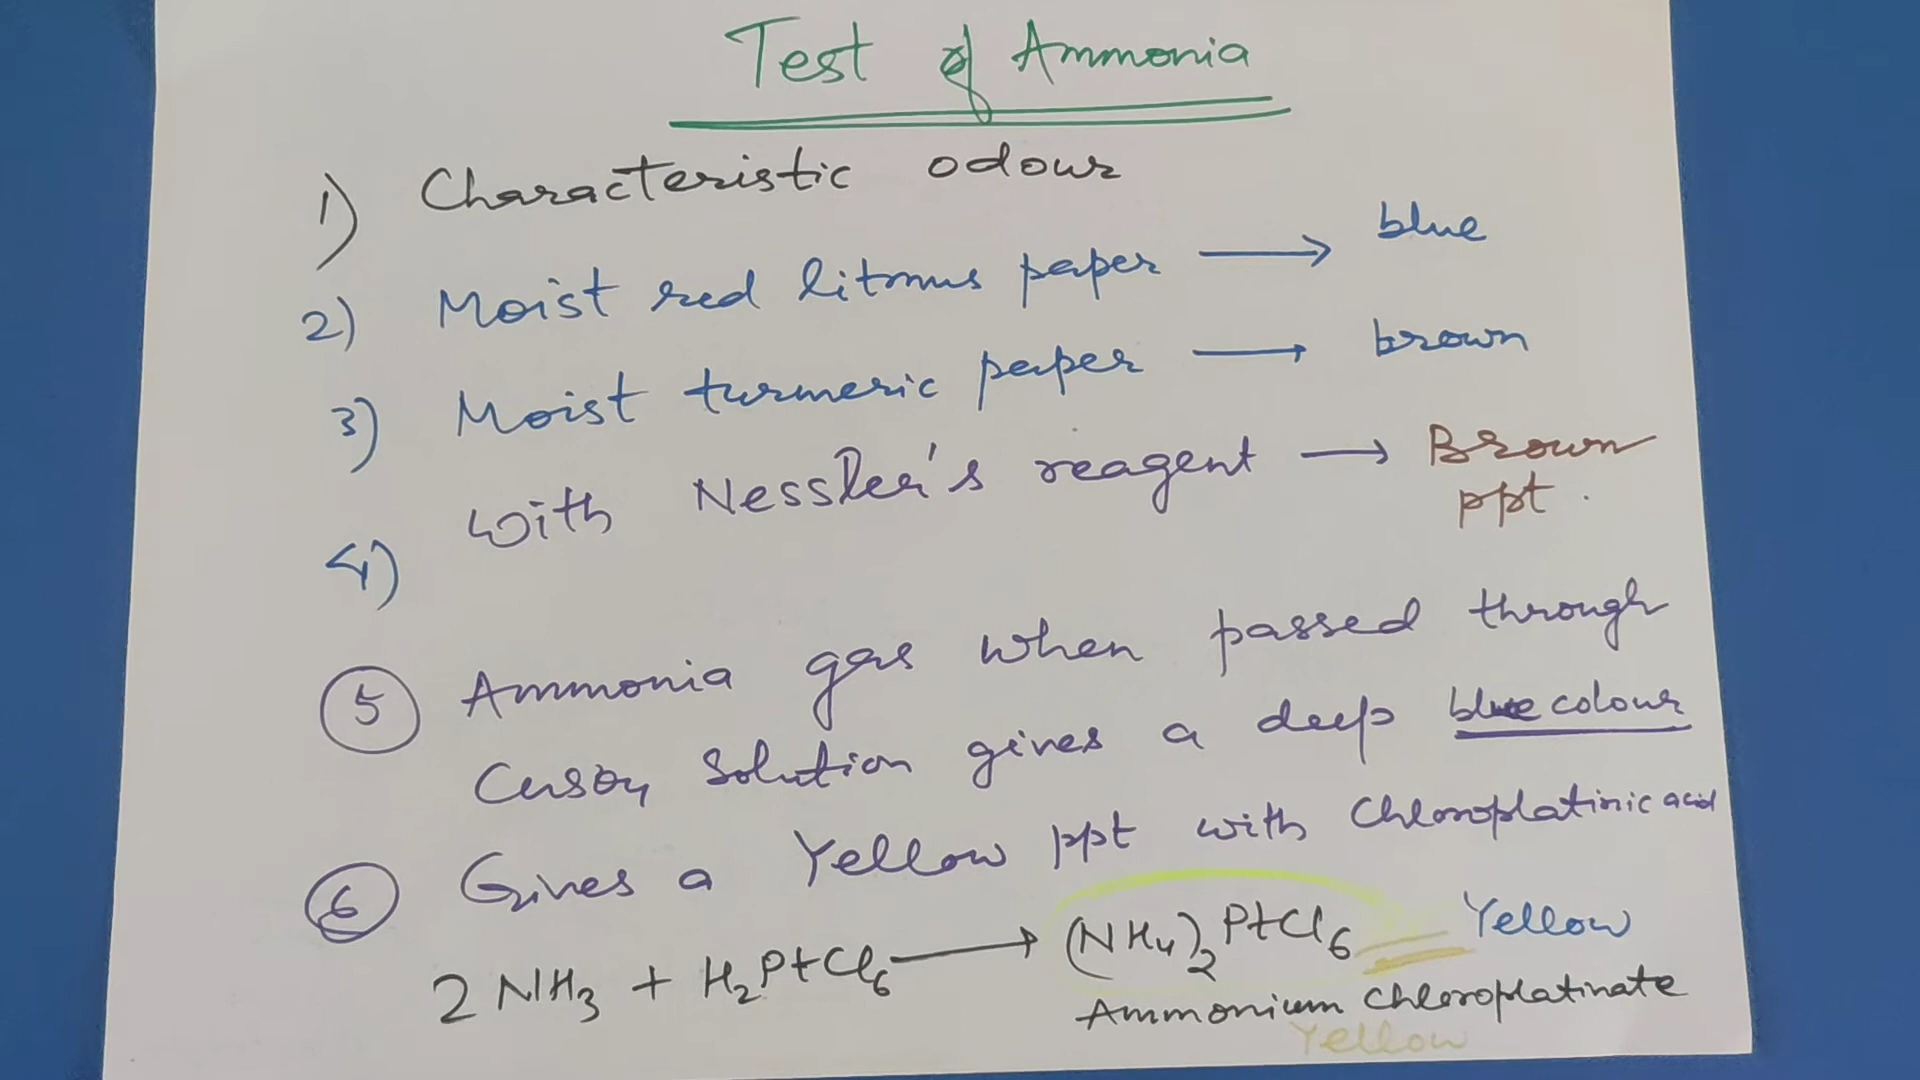 Test of Ammonia
1) Characteristic odour
2) Moist red litmus paper → blue
3) Moist turmeric paper → brown
4) with Nessler's reagent → Brown ppt.
5 Ammonia gas when passed through
CuSO4 solution gives a deep blue colour
6 Gives a Yellow ppt with Chloroplatinic acid
2 NH3 + H2PtCl6 → (NH4)2PtCl6 Yellow
Ammonium Chloroplatinate
Yellow